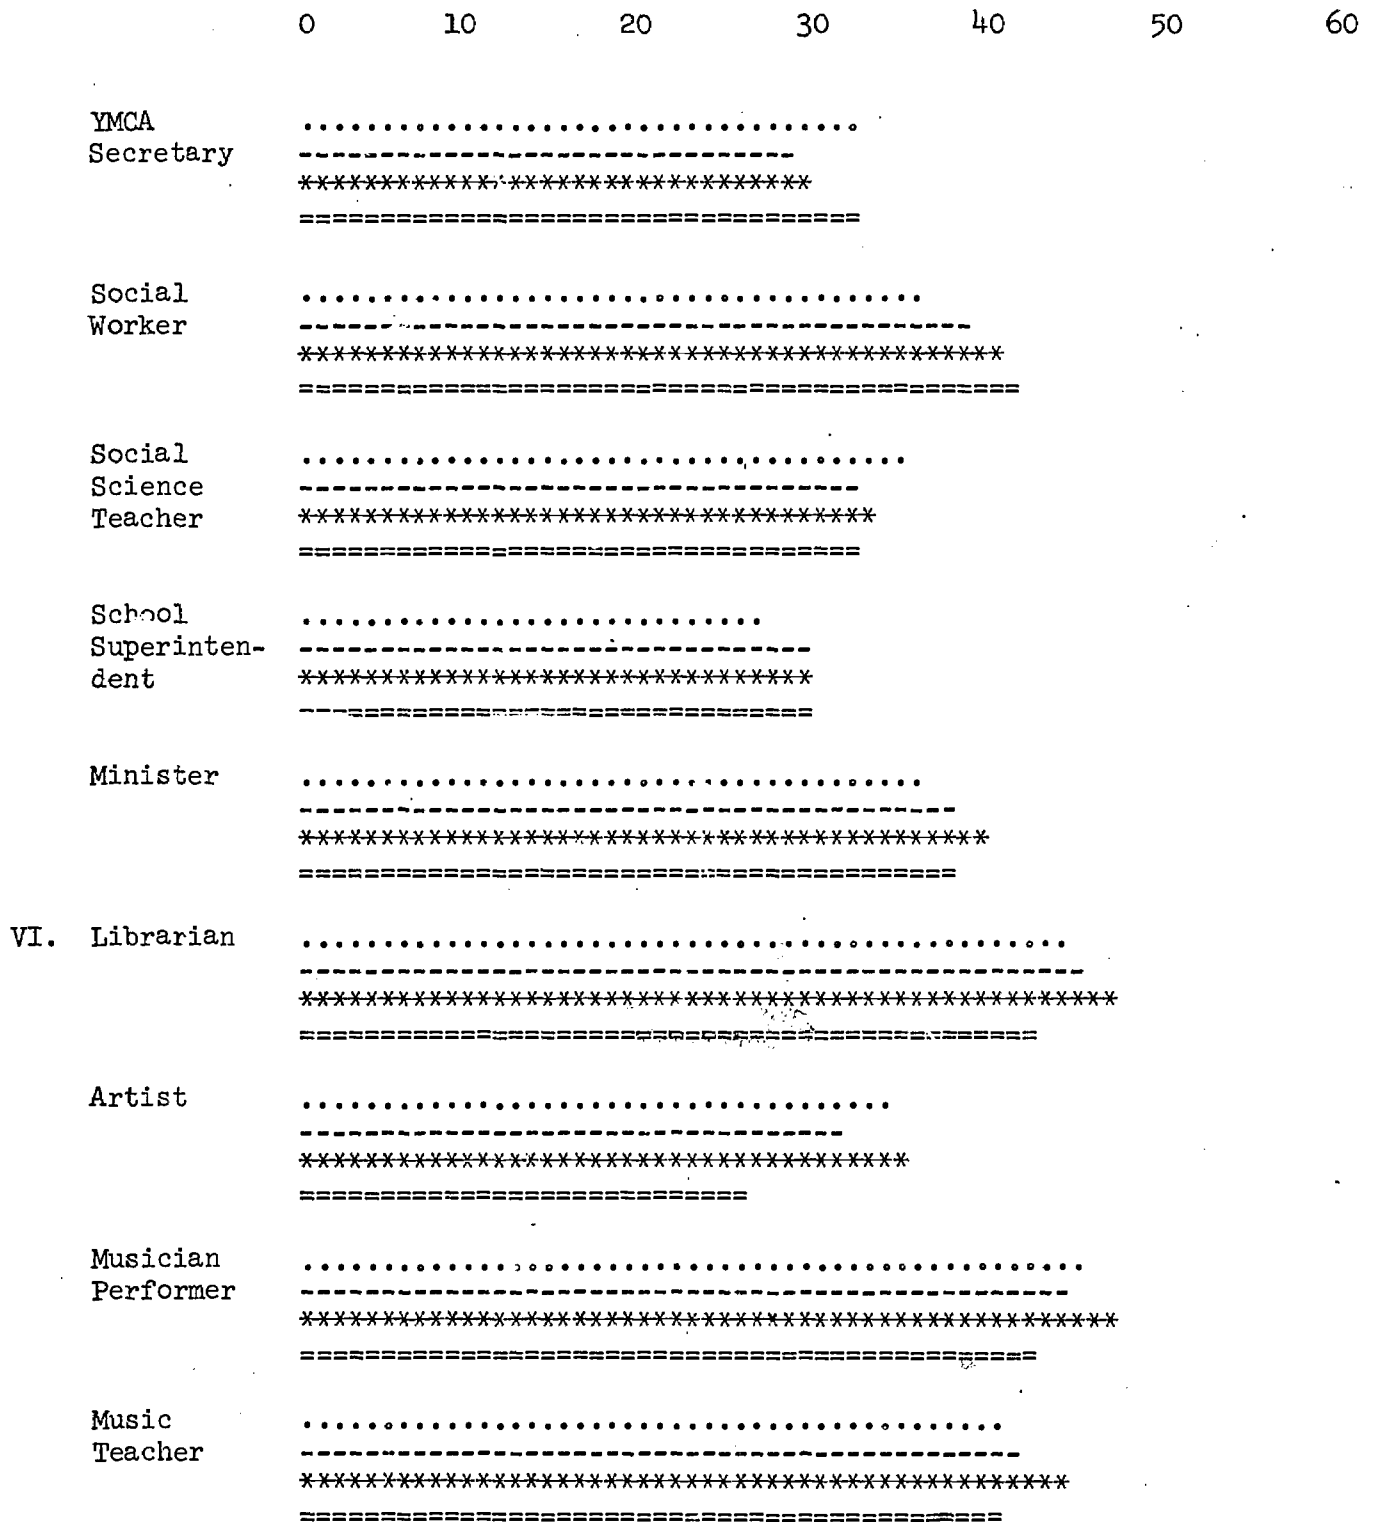 0 10 20 30 40 50 60
YMCA
Secretary
Social
Worker
Social
Science
Teacher
School
Superinten-
dent
Minister
VI. Librarian
Artist
Musician
Performer
Music
Teacher